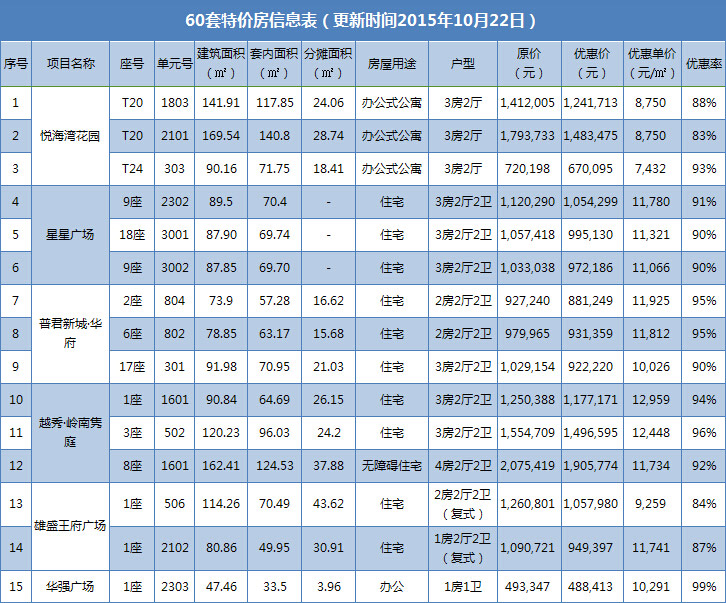 60套特价房信息表（更新时间2015年10月22日）
序号 项目名称 座号 单元号 建筑面积（㎡） 套内面积（㎡） 分摊面积（㎡） 房屋用途 户型 原价（元） 优惠价（元） 优惠单价（元/㎡） 优惠率
1 悦海湾花园 T20 1803 141.91 117.85 24.06 办公式公寓 3房2厅 1,412,005 1,241,713 8,750 88%
2 T20 2101 169.54 140.8 28.74 办公式公寓 3房2厅 1,793,733 1,483,475 8,750 83%
3 T24 303 90.16 71.75 18.41 办公式公寓 3房2厅 720,198 670,095 7,432 93%
4 星星广场 9座 2302 89.5 70.4 - 住宅 3房2厅2卫 1,120,290 1,054,299 11,780 91%
5 18座 3001 87.90 69.74 - 住宅 3房2厅2卫 1,057,418 995,130 11,321 90%
6 9座 3002 87.85 69.70 - 住宅 3房2厅2卫 1,033,038 972,186 11,066 90%
7 普君新城·华府 2座 804 73.9 57.28 16.62 住宅 2房2厅2卫 927,240 881,249 11,925 95%
8 6座 802 78.85 63.17 15.68 住宅 2房2厅2卫 979,965 931,359 11,812 95%
9 17座 301 91.98 70.95 21.03 住宅 3房2厅2卫 1,029,154 922,220 10,026 90%
10 越秀·岭南隽庭 1座 1601 90.84 64.69 26.15 住宅 3房2厅2卫 1,250,388 1,177,171 12,959 94%
11 3座 502 120.23 96.03 24.2 住宅 3房2厅2卫 1,554,709 1,496,595 12,448 96%
12 8座 1601 162.41 124.53 37.88 无障碍住宅 4房2厅2卫 2,075,419 1,905,774 11,734 92%
13 雄盛王府广场 1座 506 114.26 70.49 43.62 住宅 2房2厅2卫（复式） 1,260,801 1,057,980 9,259 84%
14 1座 2102 80.86 49.95 30.91 住宅 1房2厅2卫（复式） 1,090,721 949,397 11,741 87%
15 华强广场 1座 2303 47.46 33.5 3.96 办公 1房1卫 493,347 488,413 10,291 99%